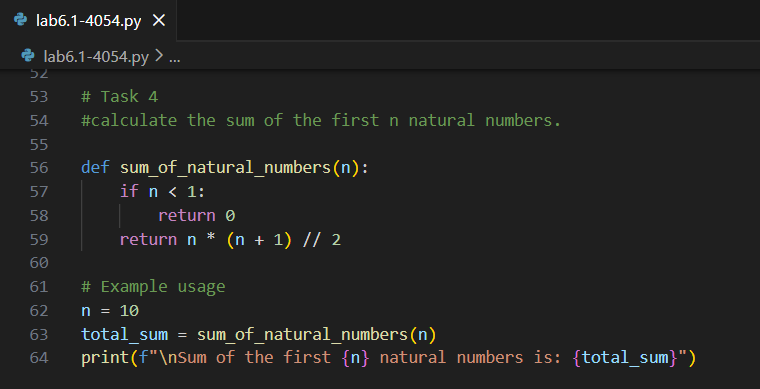 lab6.1-4054.py ×
lab6.1-4054.py > ...
52
53 # Task 4
54 #calculate the sum of the first n natural numbers.
55
56 def sum_of_natural_numbers(n):
57     if n < 1:
58         return 0
59     return n * (n + 1) // 2
60
61 # Example usage
62 n = 10
63 total_sum = sum_of_natural_numbers(n)
64 print(f"\nSum of the first {n} natural numbers is: {total_sum}")